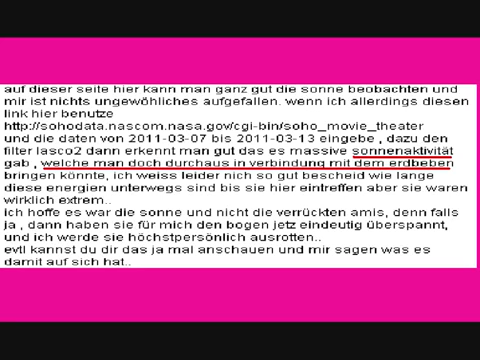 auf dieser seite hier kann man ganz gut die sonne beobachten und
mir ist nichts ungewöhliches aufgefallen. wenn ich allerdings diesen
link hier benutze
http://sohodata.nascom.nasa.gov/cgi-bin/soho_movie_theater
und die daten von 2011-03-07 bis 2011-03-13 eingebe , dazu den
filter lasco2 dann erkennt man gut das es massive sonnenaktivität
gab , welche man doch durchaus in verbindung mit dem erdbeben
bringen könnte, ich weiss leider nich so gut bescheid wie lange
diese energien unterwegs sind bis sie hier eintreffen aber sie waren
wirklich extrem..
ich hoffe es war die sonne und nicht die verrückten amis, denn falls
ja , dann haben sie für mich den bogen jetz eindeutig überspannt,
und ich werde sie höchstpersönlich ausrotten..
evtl kannst du dir das ja mal anschauen und mir sagen was es
damit auf sich hat..